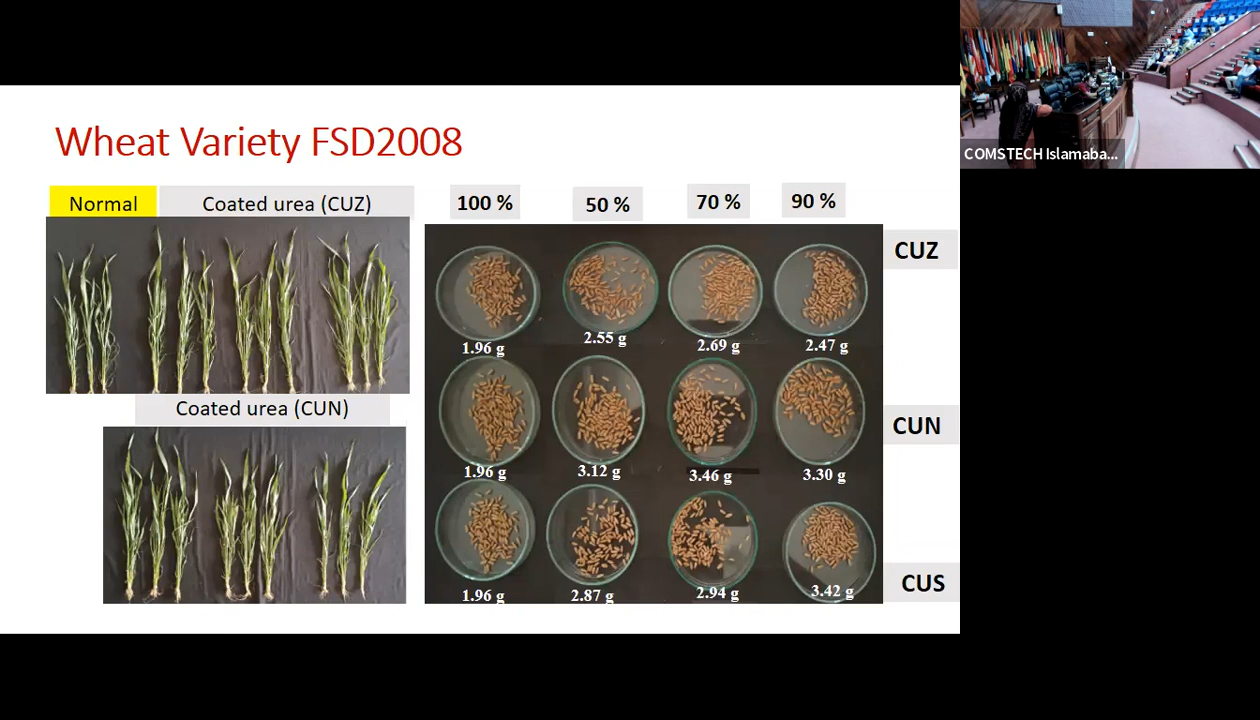 Wheat Variety FSD2008
Normal
Coated urea (CUZ)
100 %
50 %
70 %
90 %
CUZ
1.96 g
2.55 g
2.69 g
2.47 g
Coated urea (CUN)
CUN
1.96 g
3.12 g
3.46 g
3.30 g
CUS
1.96 g
2.87 g
2.94 g
3.42 g
COMSTECH Islamaba...